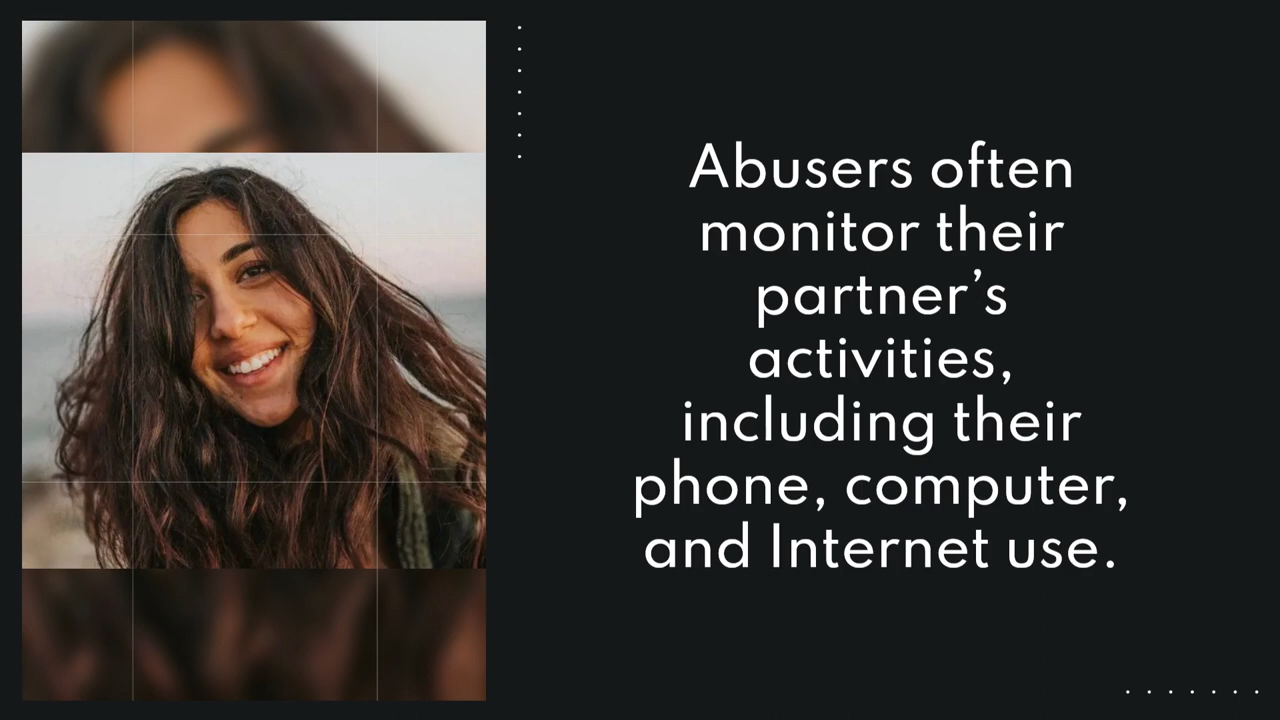 Abusers often
monitor their
partner’s
activities,
including their
phone, computer,
and Internet use.